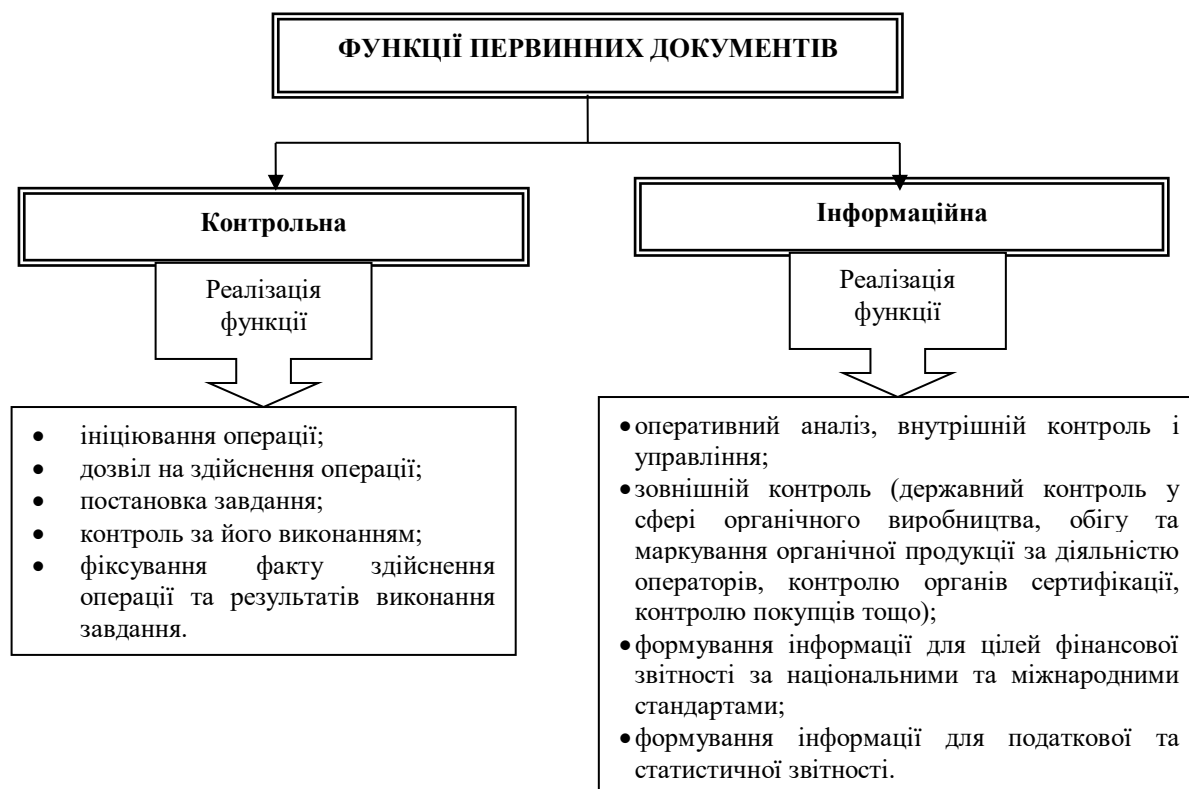 ФУНКЦІЇ ПЕРВИННИХ ДОКУМЕНТІВ
Контрольна
Реалізація
функції
• ініціювання операції;
• дозвіл на здійснення операції;
• постановка завдання;
• контроль за його виконанням;
• фіксування факту здійснення
операції та результатів виконання
завдання.
Інформаційна
Реалізація
функції
• оперативний аналіз, внутрішній контроль і
управління;
• зовнішній контроль (державний контроль у
сфері органічного виробництва, обігу та
маркування органічної продукції за діяльністю
операторів, контролю органів сертифікації,
контролю покупців тощо);
• формування інформації для цілей фінансової
звітності за національними та міжнародними
стандартами;
• формування інформації для податкової та
статистичної звітності.